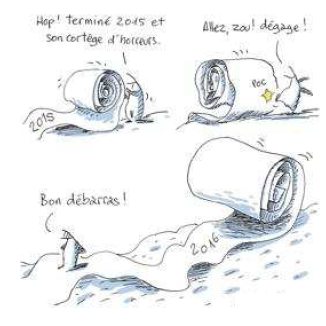 Hop! terminé 2015 et
son cortège d'horreurs.
Allez, zou! dégage!
2015
POC
Bon débarras!
2016